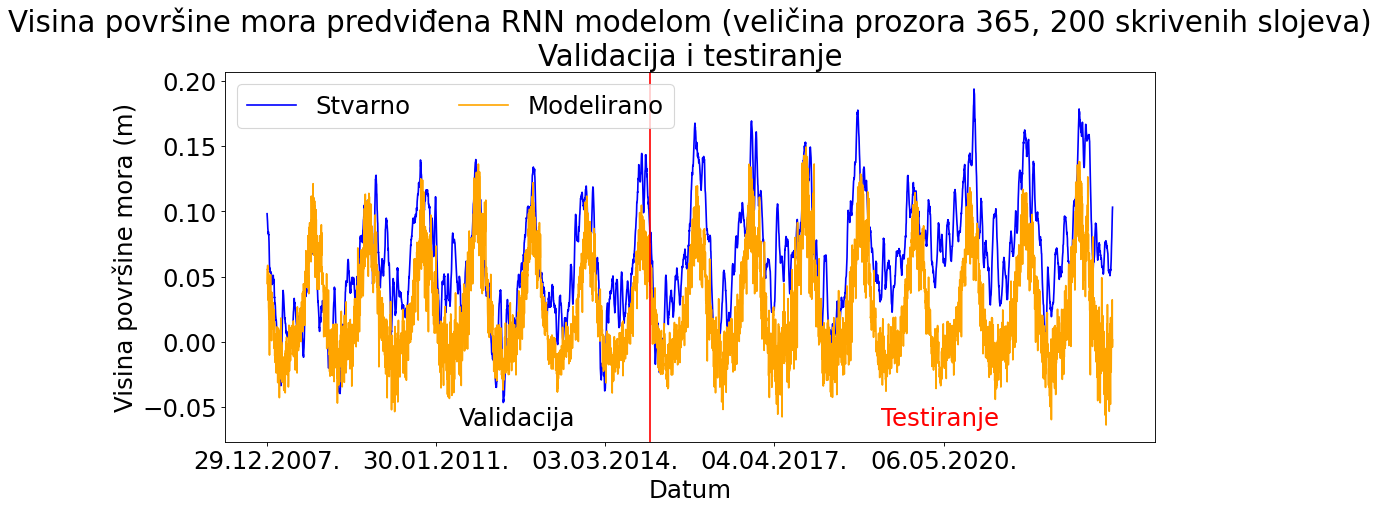 Visina površine mora predviđena RNN modelom (veličina prozora 365, 200 skrivenih slojeva)
Validacija i testiranje
Stvarno Modelirano
Visina površine mora (m)
0.20
0.15
0.10
0.05
0.00
−0.05
Validacija Testiranje
29.12.2007. 30.01.2011. 03.03.2014. 04.04.2017. 06.05.2020.
Datum